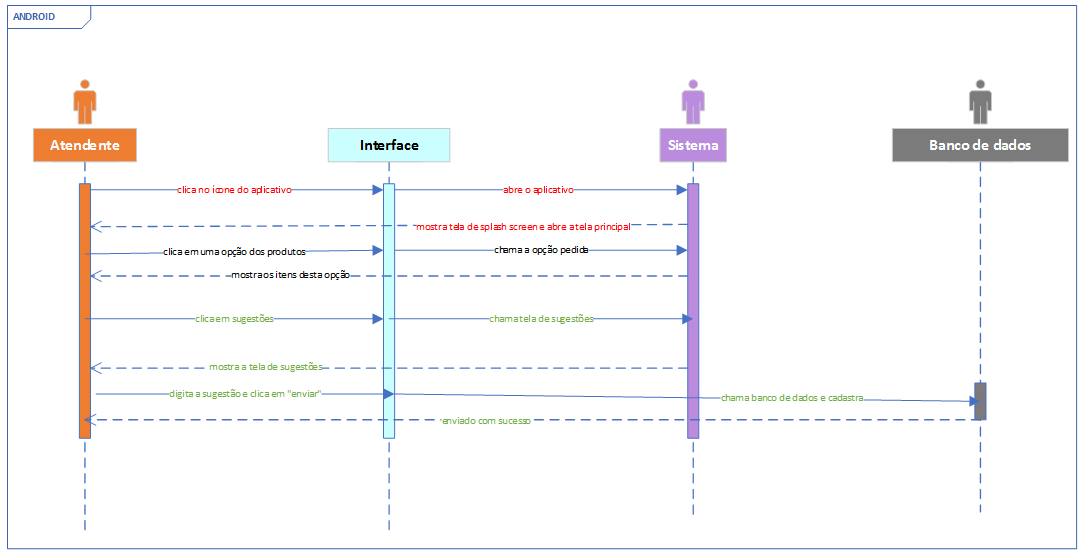 ANDROID
Atendente
Interface
Sistema
Banco de dados
clica no icone do aplicativo
abre o aplicativo
mostra tela de splash screen e abre a tela principal
clica em uma opção dos produtos
chama a opção pedida
mostra os itens desta opção
clica em sugestões
chama tela de sugestões
mostra a tela de sugestões
digita a sugestão e clica em "enviar"
chama banco de dados e cadastra
enviado com sucesso